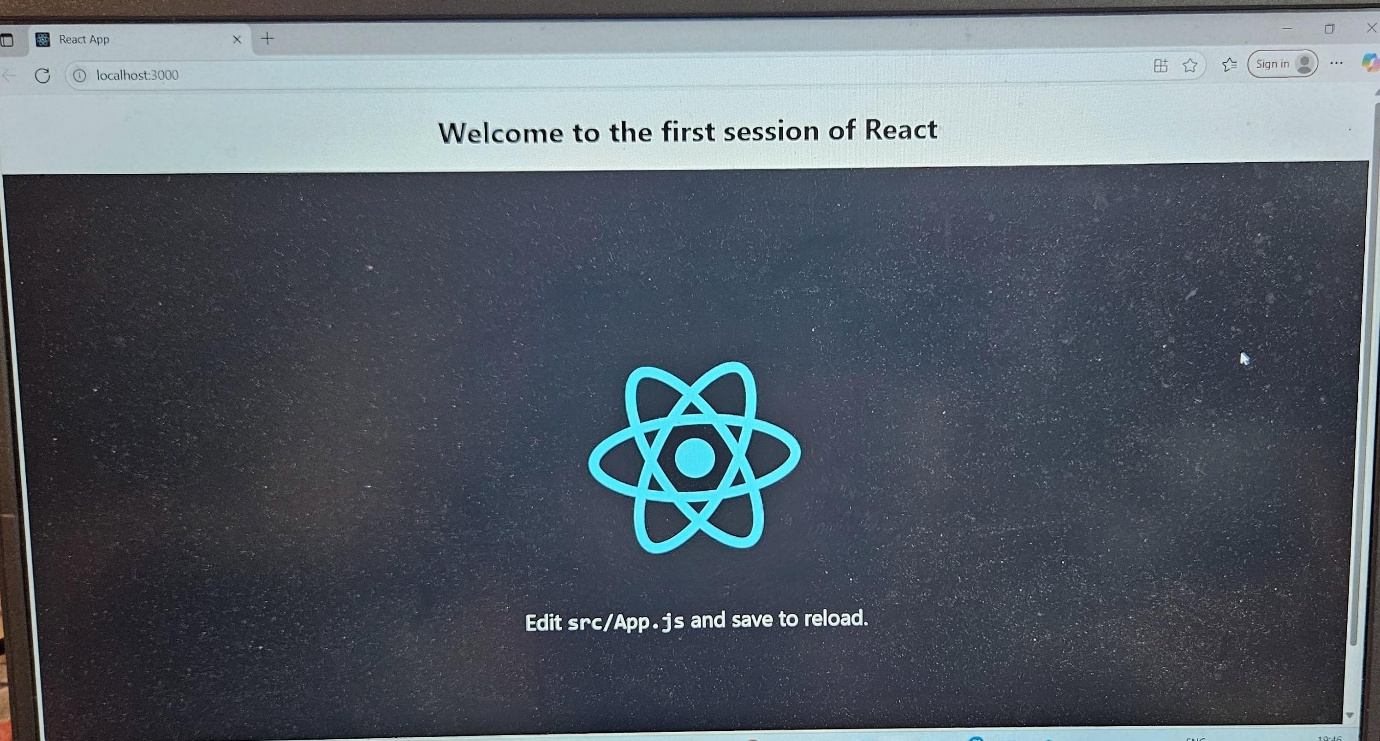 React App
localhost:3000
Sign in
Welcome to the first session of React
Edit src/App.js and save to reload.